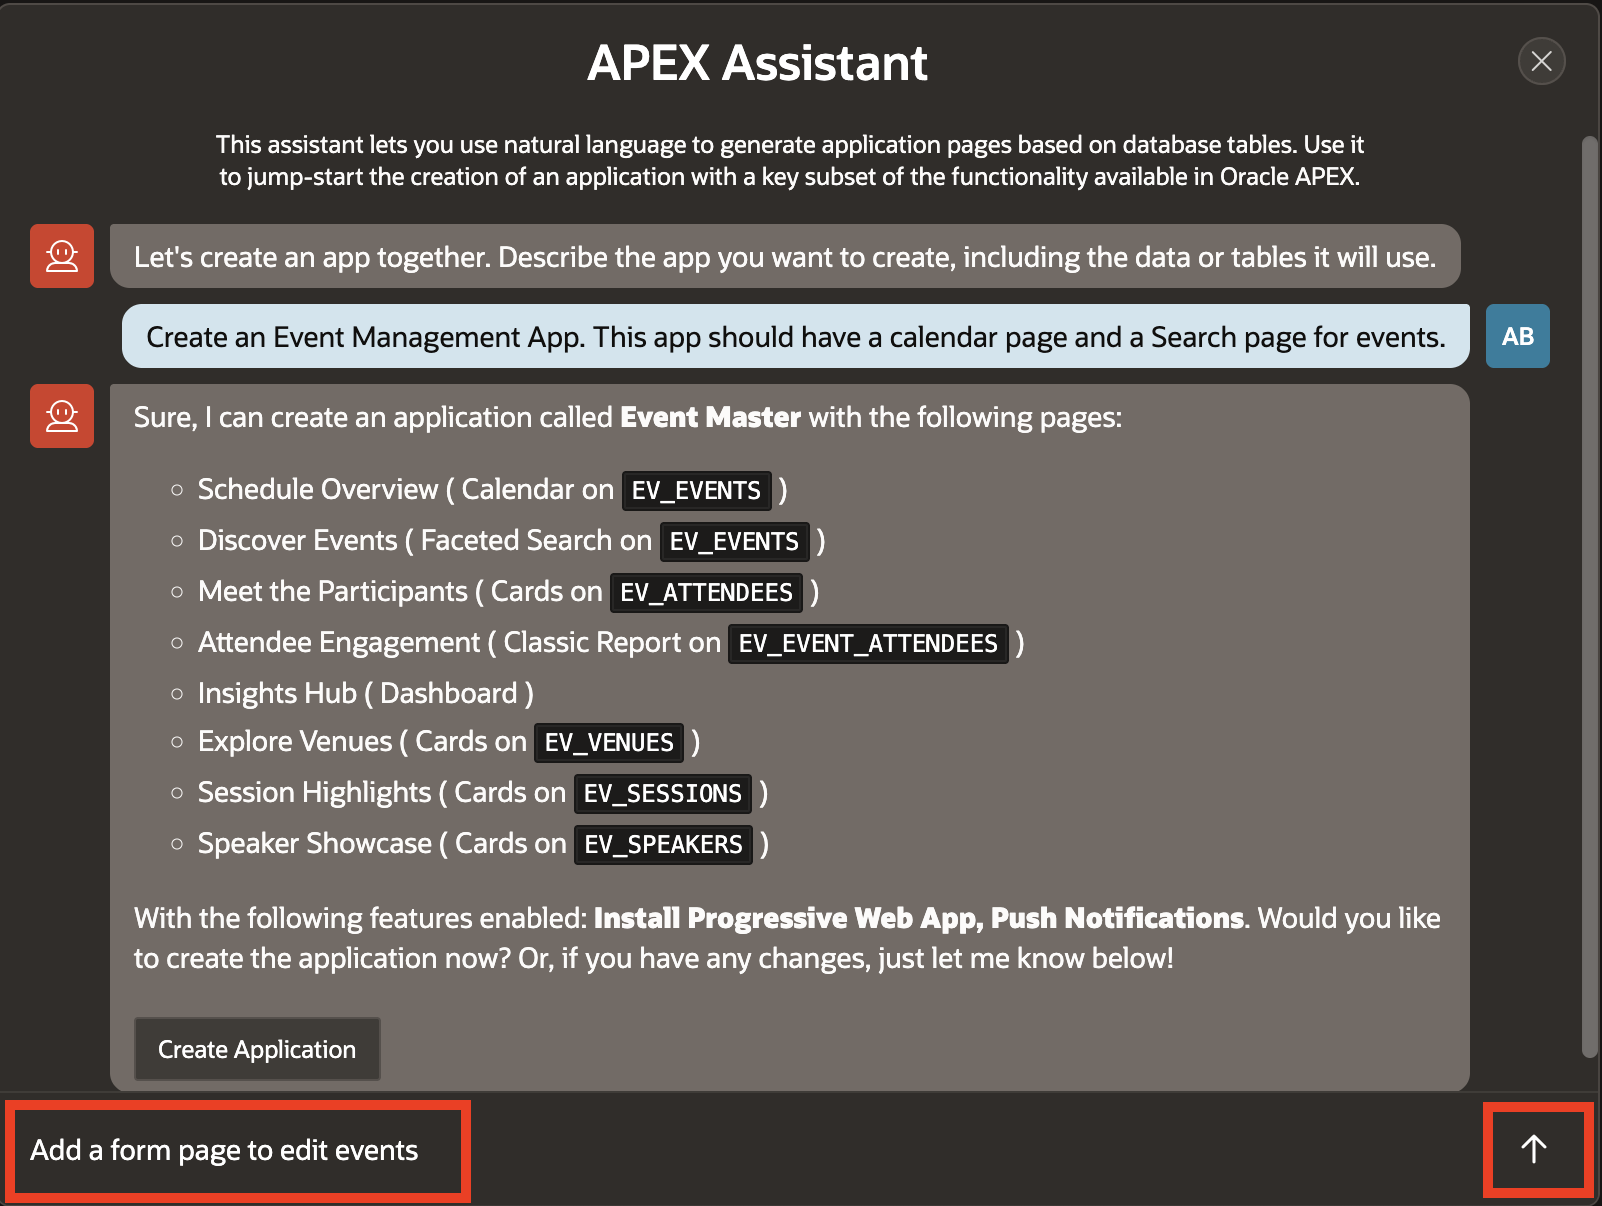 APEX Assistant
This assistant lets you use natural language to generate application pages based on database tables. Use it
to jump-start the creation of an application with a key subset of the functionality available in Oracle APEX.
Let's create an app together. Describe the app you want to create, including the data or tables it will use.
Create an Event Management App. This app should have a calendar page and a Search page for events.
AB
Sure, I can create an application called Event Master with the following pages:
Schedule Overview ( Calendar on EV_EVENTS )
Discover Events ( Faceted Search on EV_EVENTS )
Meet the Participants ( Cards on EV_ATTENDEES )
Attendee Engagement ( Classic Report on EV_EVENT_ATTENDEES )
Insights Hub ( Dashboard )
Explore Venues ( Cards on EV_VENUES )
Session Highlights ( Cards on EV_SESSIONS )
Speaker Showcase ( Cards on EV_SPEAKERS )
With the following features enabled: Install Progressive Web App, Push Notifications. Would you like
to create the application now? Or, if you have any changes, just let me know below!
Create Application
Add a form page to edit events